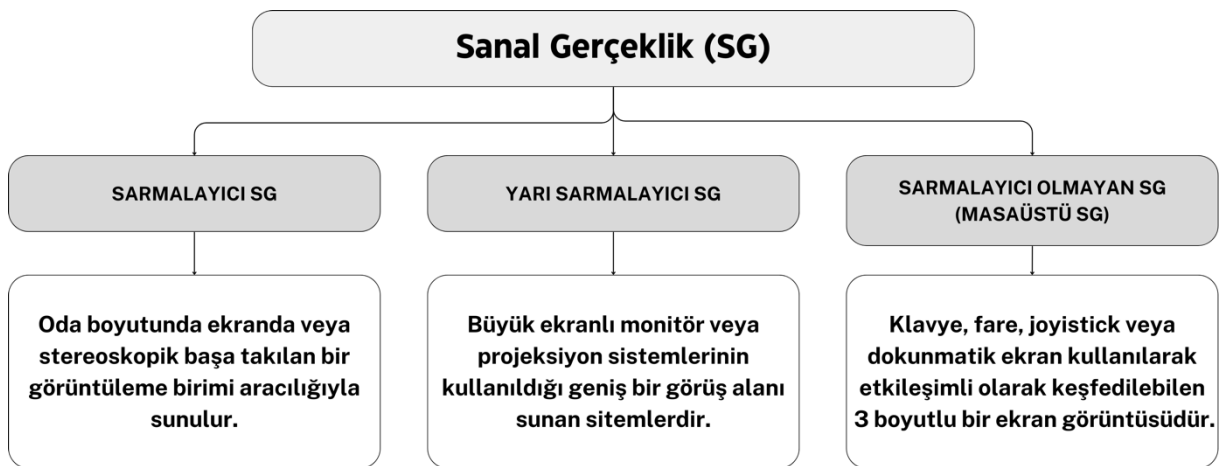 Sanal Gerçeklik (SG)
SARMALAYICI SG
Oda boyutunda ekranda veya
stereoskopik başa takılan bir
görüntüleme birimi aracılığıyla
sunulur.
YARI SARMALAYICI SG
Büyük ekranlı monitör veya
projeksiyon sistemlerinin
kullanıldığı geniş bir görüş alanı
sunan sitemlerdir.
SARMALAYICI OLMAYAN SG
(MASAÜSTÜ SG)
Klavye, fare, joyistick veya
dokunmatik ekran kullanılarak
etkileşimli olarak keşfedilebilen
3 boyutlu bir ekran görüntüsüdür.